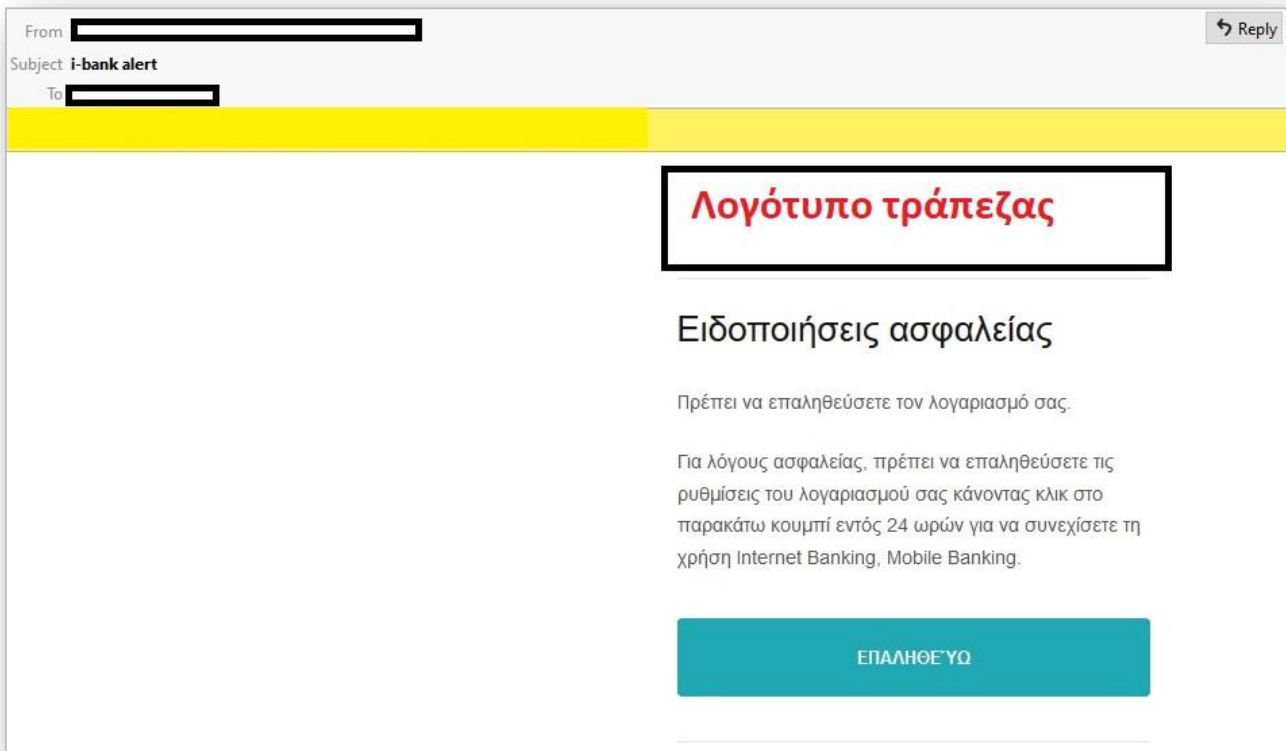 From
Reply
Subject i-bank alert
To
Λογότυπο τράπεζας
Ειδοποιήσεις ασφαλείας
Πρέπει να επαληθεύσετε τον λογαριασμό σας.
Για λόγους ασφαλείας, πρέπει να επαληθεύσετε τις
ρυθμίσεις του λογαριασμού σας κάνοντας κλικ στο
παρακάτω κουμπί εντός 24 ωρών για να συνεχίσετε τη
χρήση Internet Banking, Mobile Banking.
ΕΠΑΛΗΘΕΎΩ